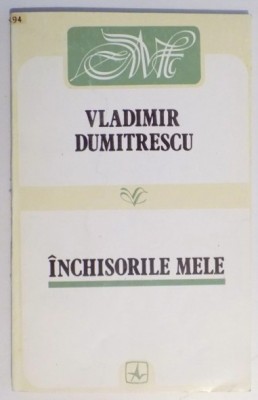 94
VLADIMIR
DUMITRESCU
ÎNCHISORILE MELE